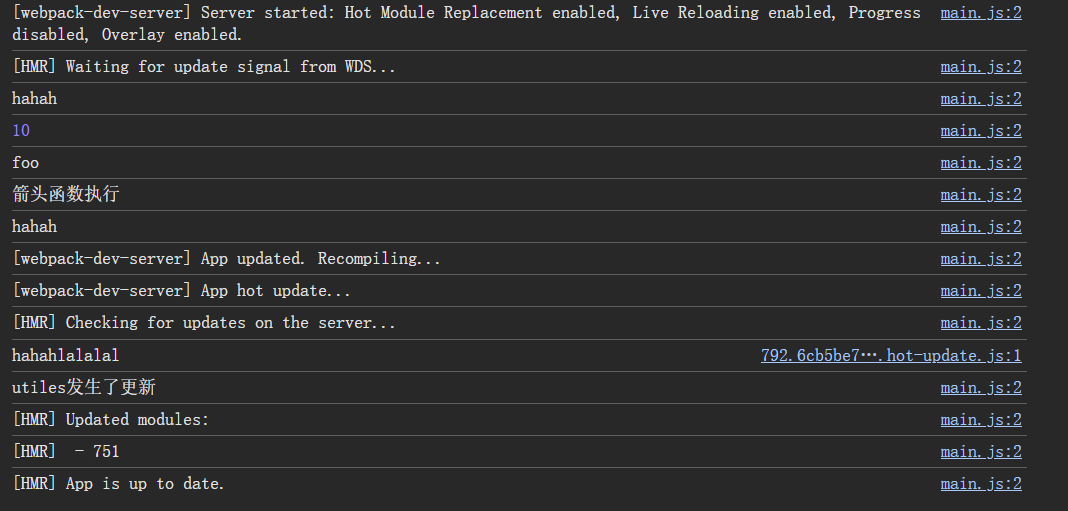 [webpack-dev-server] Server started: Hot Module Replacement enabled, Live Reloading enabled, Progress main.js:2
disabled, Overlay enabled.
[HMR] Waiting for update signal from WDS... main.js:2
hahah main.js:2
10 main.js:2
foo main.js:2
箭头函数执行 main.js:2
hahah main.js:2
[webpack-dev-server] App updated. Recompiling... main.js:2
[webpack-dev-server] App hot update... main.js:2
[HMR] Checking for updates on the server... main.js:2
hahahlalalal 792.6cb5be7….hot-update.js:1
utiles发生了更新 main.js:2
[HMR] Updated modules: main.js:2
[HMR]  - 751 main.js:2
[HMR] App is up to date. main.js:2